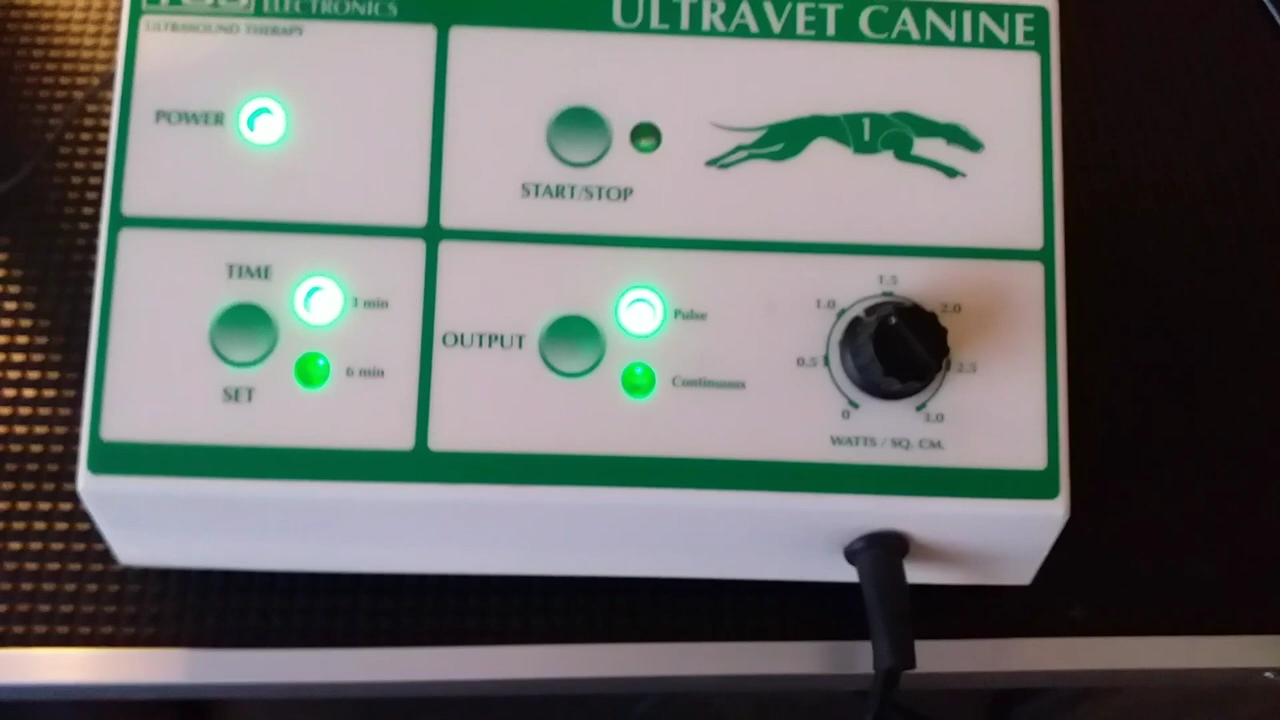 ELECTRONICS
ULTRAVET CANINE
ULTRASOUND THERAPY
POWER
START/STOP
1
TIME
3 min
6 min
SET
OUTPUT
Pulse
Continuous
0
0.5
1.0
1.5
2.0
2.5
3.0
WATTS / SQ. CM.